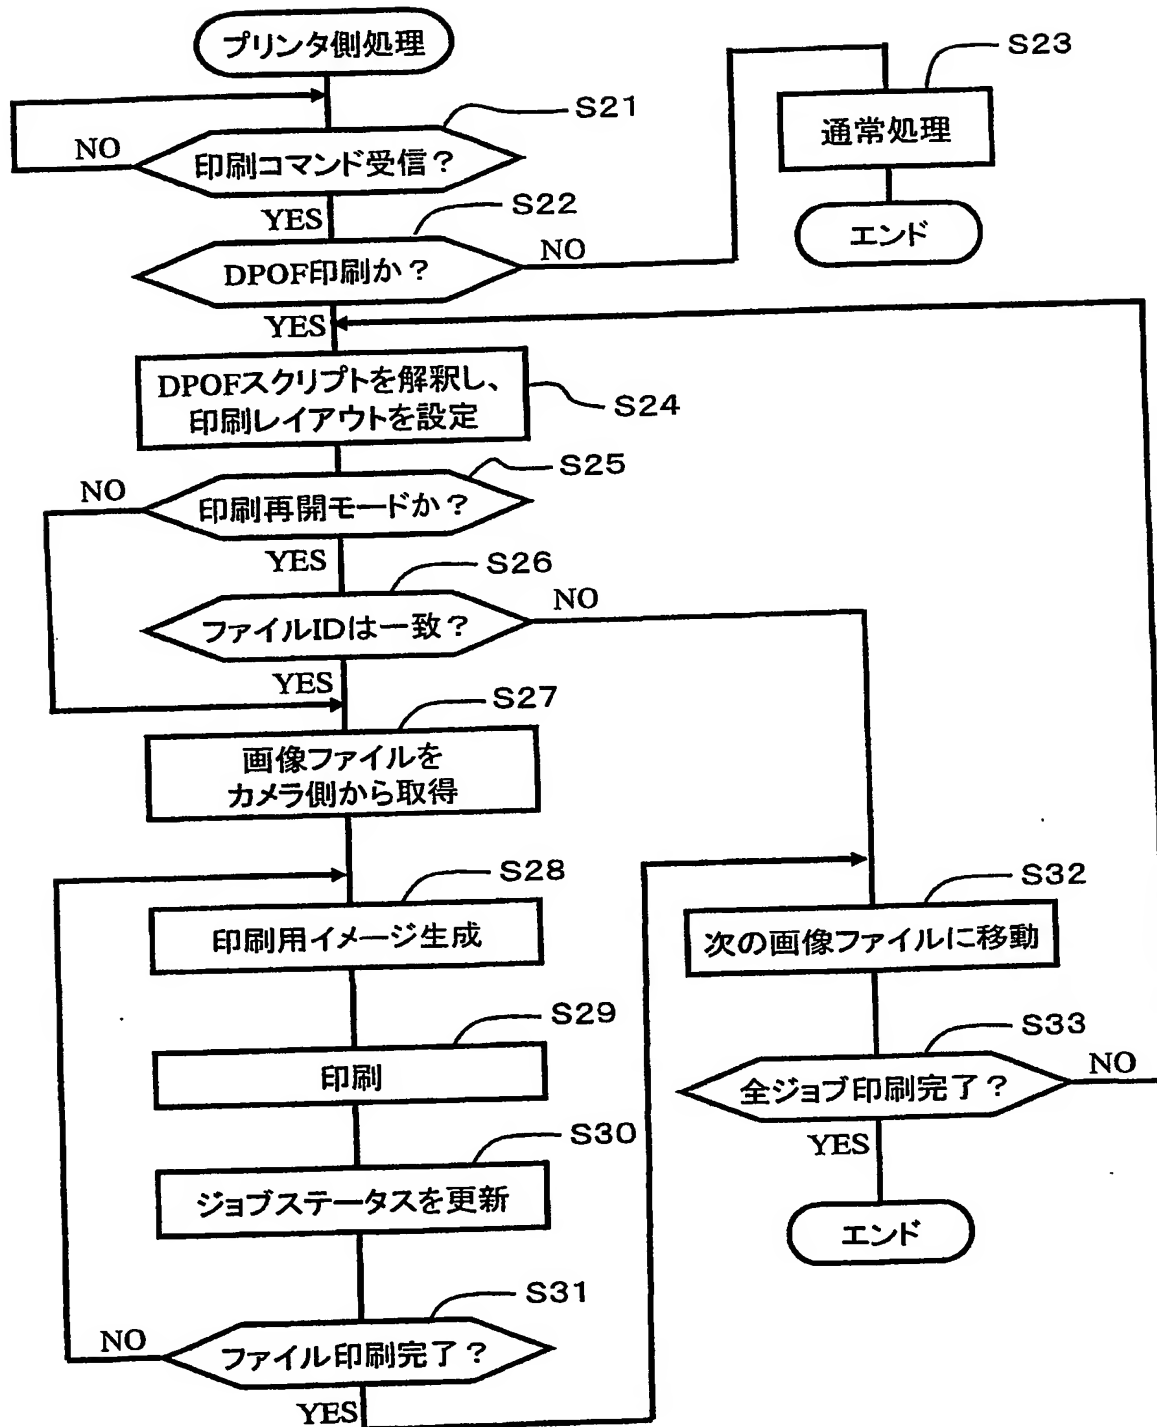 プリンタ側処理
S21
印刷コマンド受信？
NO
YES
S22
DPOF印刷か？
NO
YES
S23
通常処理
エンド
DPOFスクリプトを解釈し、
印刷レイアウトを設定
S24
S25
印刷再開モードか？
NO
YES
S26
ファイルIDは一致？
NO
YES
S27
画像ファイルを
カメラ側から取得
S28
印刷用イメージ生成
S29
印刷
S30
ジョブステータスを更新
S31
ファイル印刷完了？
NO
YES
S32
次の画像ファイルに移動
S33
全ジョブ印刷完了？
NO
YES
エンド